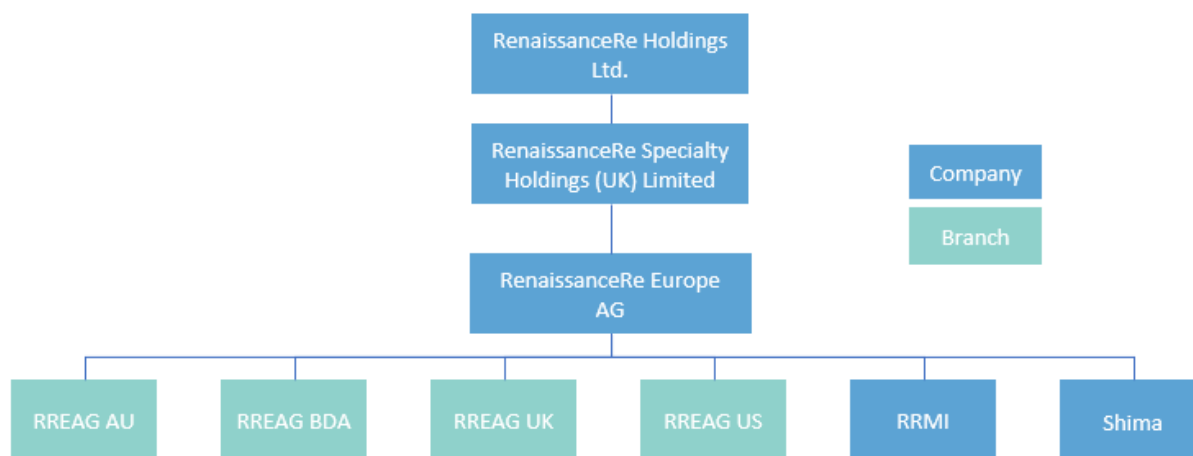 RenaissanceRe Holdings
Ltd.
RenaissanceRe Specialty
Holdings (UK) Limited
Company
Branch
RenaissanceRe Europe
AG
RREAG AU
RREAG BDA
RREAG UK
RREAG US
RRMI
Shima